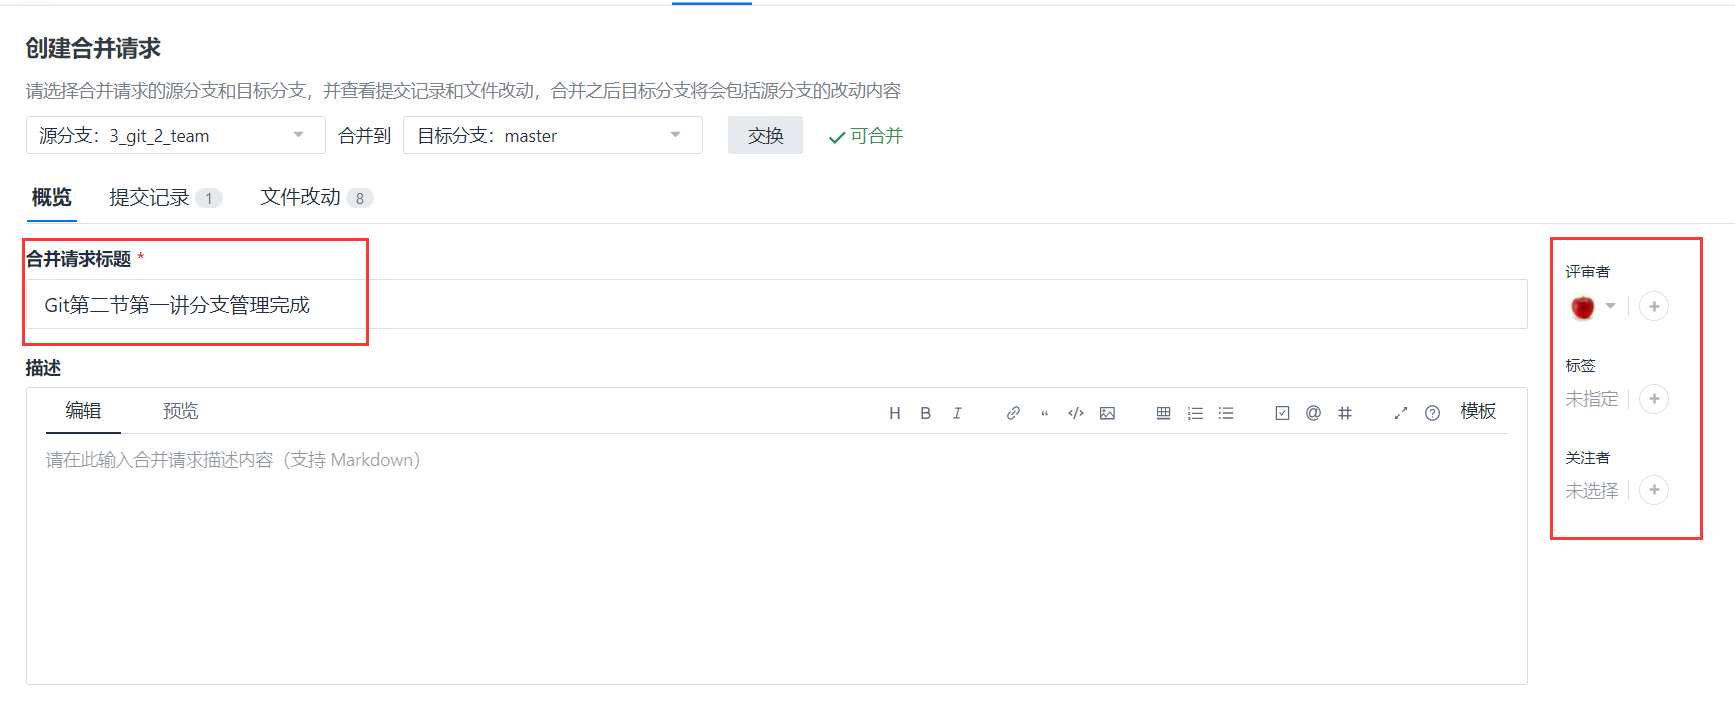 创建合并请求
请选择合并请求的源分支和目标分支，并查看提交记录和文件改动，合并之后目标分支将会包括源分支的改动内容
源分支：3_git_2_team 合并到 目标分支：master 交换 可合并
概览 提交记录 1 文件改动 8
合并请求标题 *
Git第二节第一讲分支管理完成
描述
编辑 预览 H B I “ </> @ # ? 模板
请在此输入合并请求描述内容（支持 Markdown）
评审者
标签
未指定
关注者
未选择